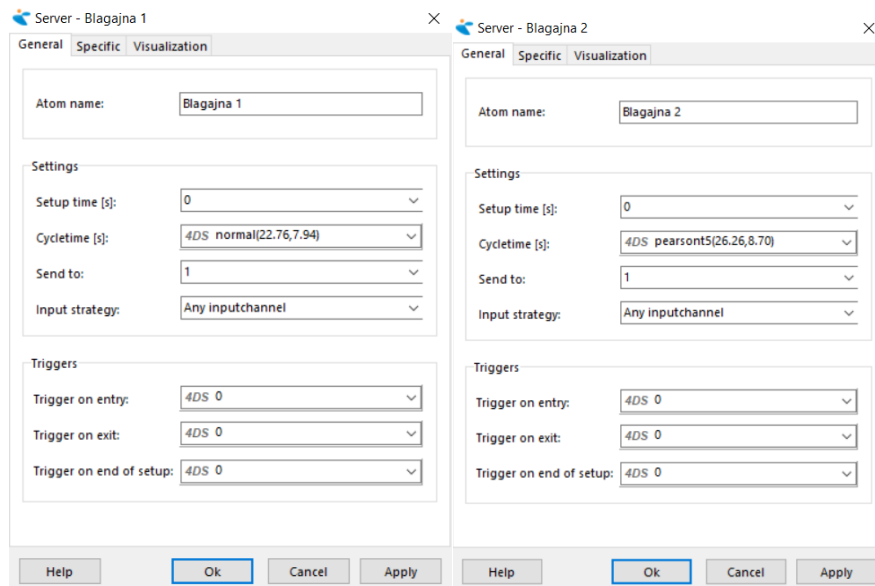 Server - Blagajna 1
General Specific Visualization
Atom name: Blagajna 1
Settings
Setup time [s]: 0
Cycletime [s]: 4DS normal(22.76,7.94)
Send to: 1
Input strategy: Any inputchannel
Triggers
Trigger on entry: 4DS 0
Trigger on exit: 4DS 0
Trigger on end of setup: 4DS 0
Help Ok Cancel Apply
Server - Blagajna 2
General Specific Visualization
Atom name: Blagajna 2
Settings
Setup time [s]: 0
Cycletime [s]: 4DS pearsont5(26.26,8.70)
Send to: 1
Input strategy: Any inputchannel
Triggers
Trigger on entry: 4DS 0
Trigger on exit: 4DS 0
Trigger on end of setup: 4DS 0
Help Ok Cancel Apply